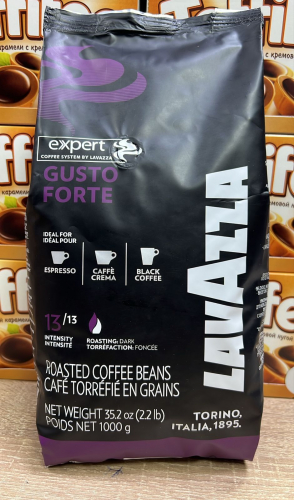 expert
COFFEE SYSTEM BY LAVAZZA
GUSTO
FORTE
IDEAL FOR
IDÉAL POUR
ESPRESSO
CAFFÈ
CREMA
BLACK
COFFEE
13/13
INTENSITY
INTENSITÉ
ROASTING: DARK
TORRÉFACTION: FONCÉE
LAVAZZA
ROASTED COFFEE BEANS
CAFÉ TORRÉFIÉ EN GRAINS
NET WEIGHT 35.2 oz (2.2 lb)
POIDS NET 1000 g
TORINO,
ITALIA, 1895.